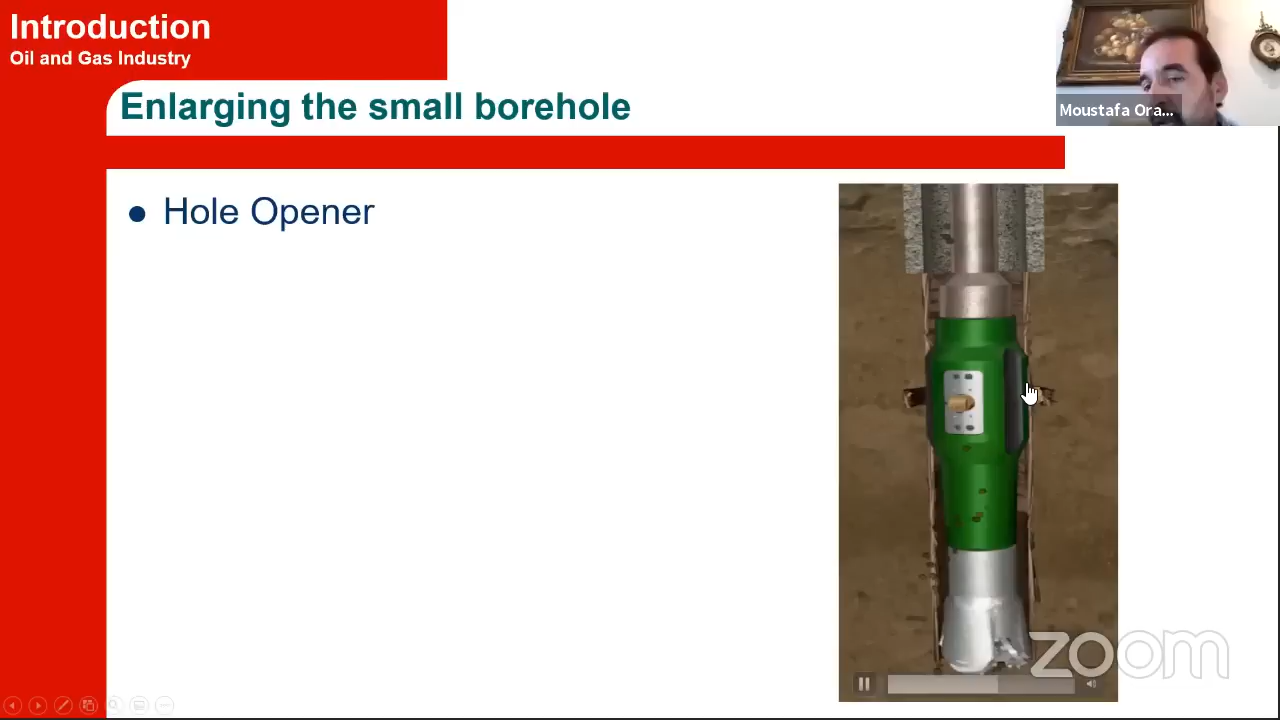 Introduction
Oil and Gas Industry
Moustafa Ora...
Enlarging the small borehole
● Hole Opener
zoom